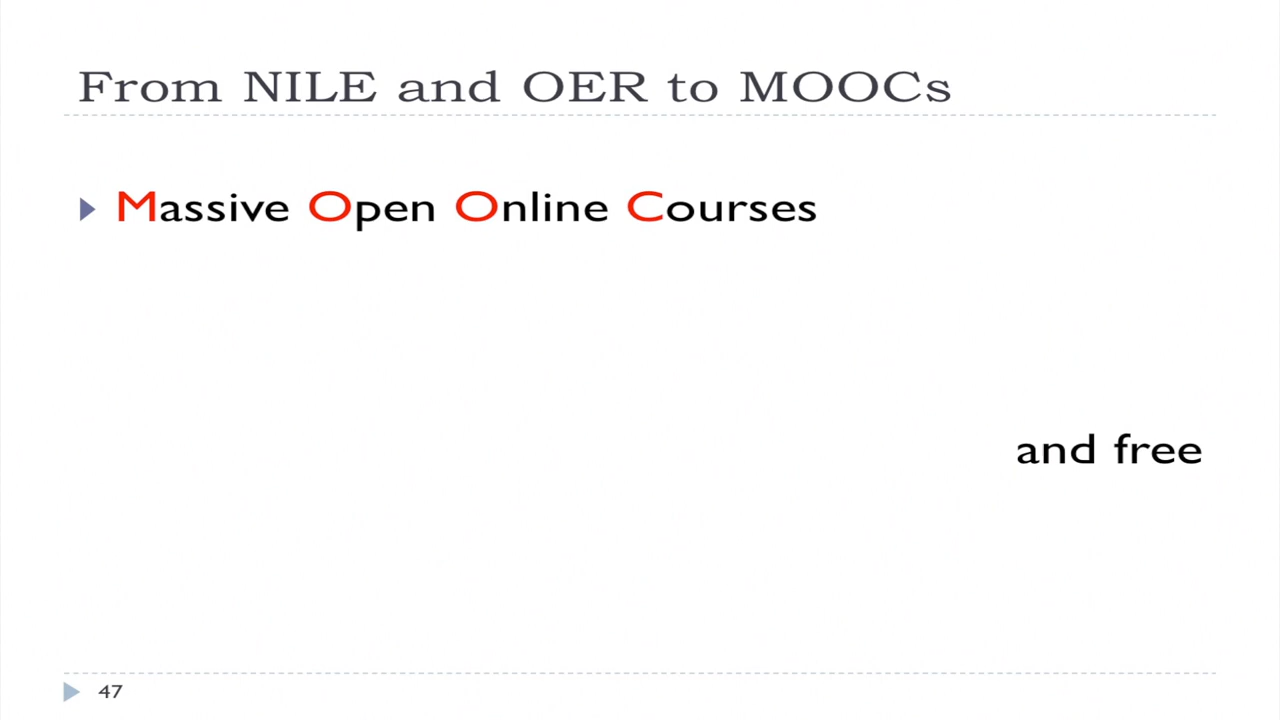 From NILE and OER to MOOCs
Massive Open Online Courses
and free
47